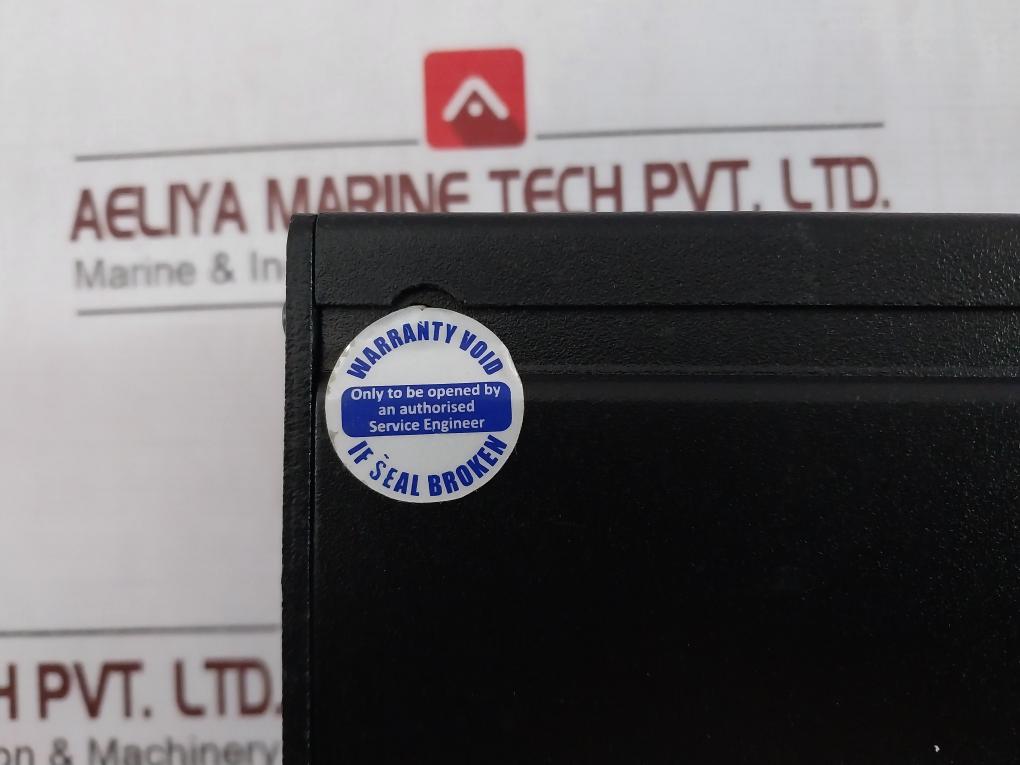 AELIYA MARINE TECH PVT. LTD.
Marine & In
WARRANTY VOID
Only to be opened by
an authorised
Service Engineer
IF SEAL BROKEN
H PVT. LTD.
on & Machinery